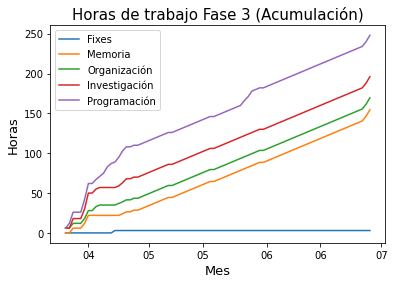 Horas de trabajo Fase 3 (Acumulación)
Fixes
Memoria
Organización
Investigación
Programación
250
200
150
100
50
0
Horas
04 05 05 06 06 07
Mes